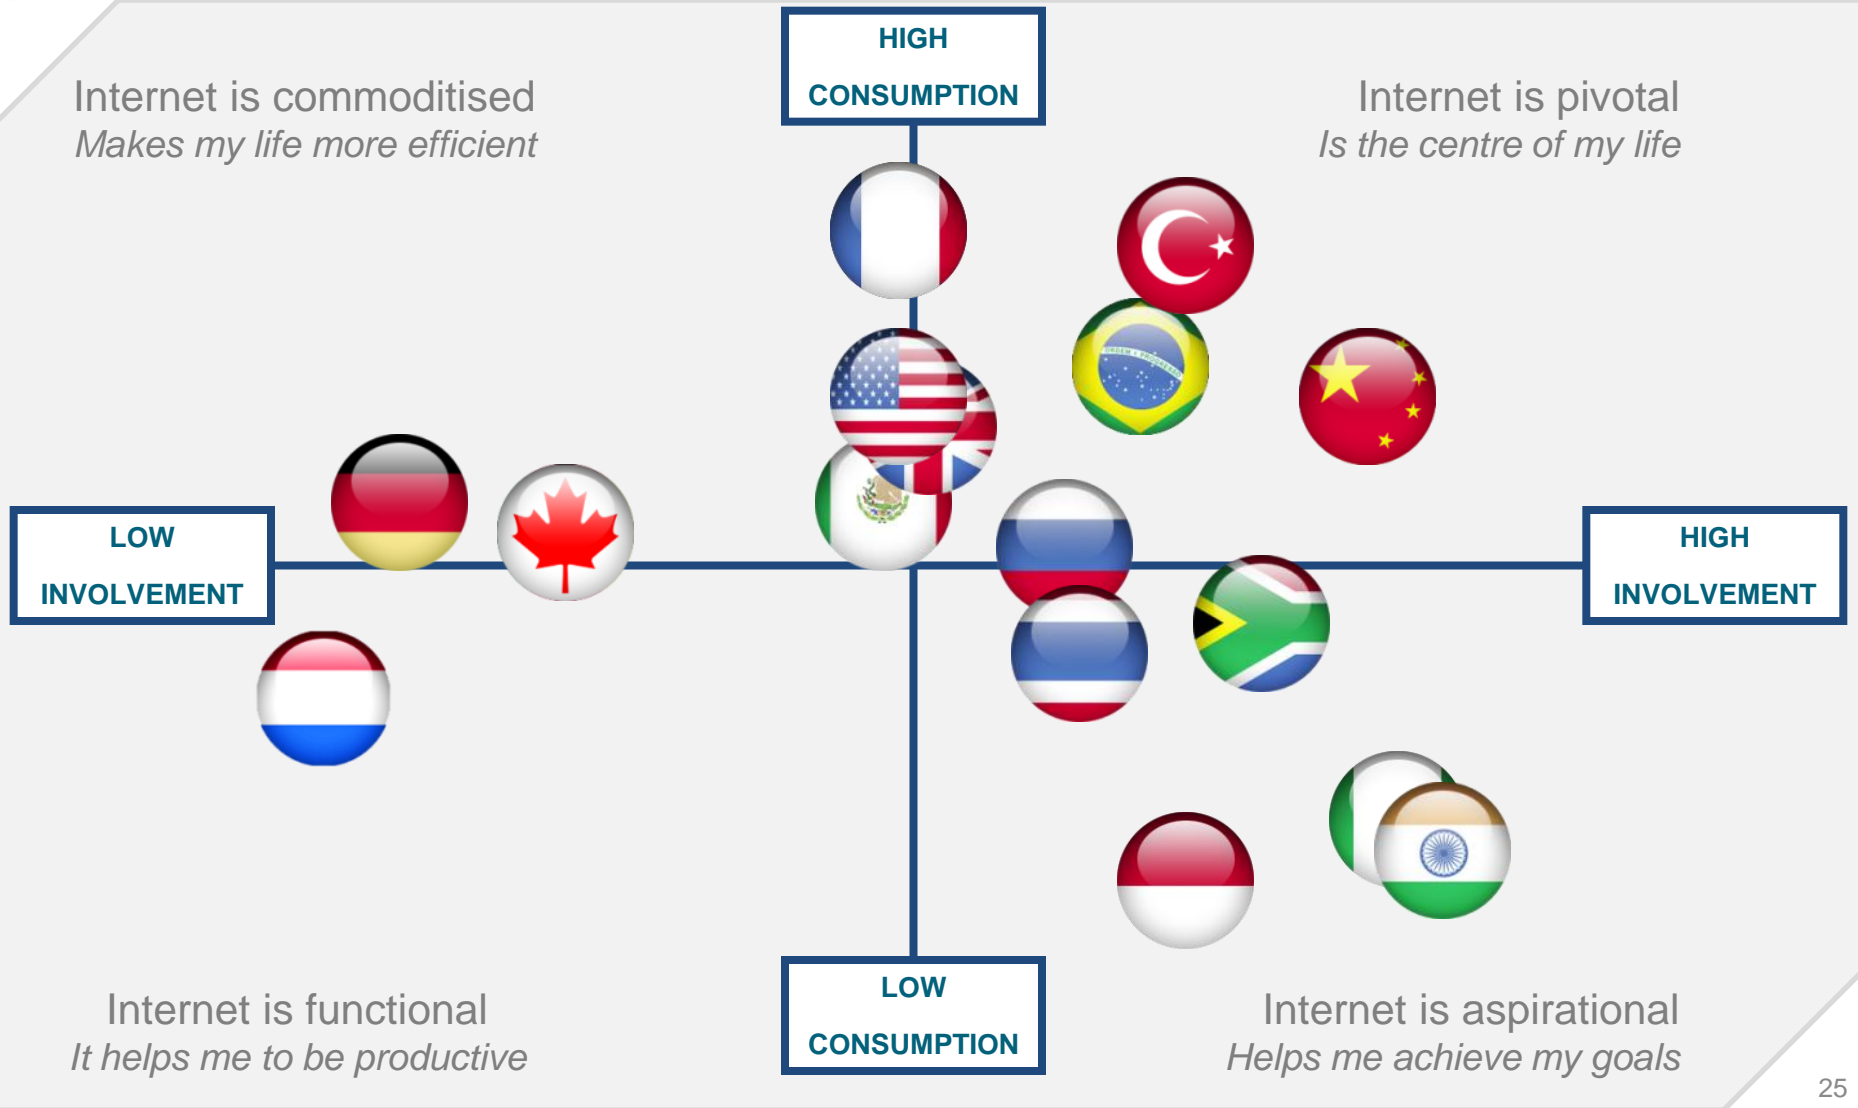 HIGH
CONSUMPTION
Internet is commoditised
Makes my life more efficient
Internet is pivotal
Is the centre of my life
LOW
INVOLVEMENT
HIGH
INVOLVEMENT
LOW
CONSUMPTION
Internet is functional
It helps me to be productive
Internet is aspirational
Helps me achieve my goals
25